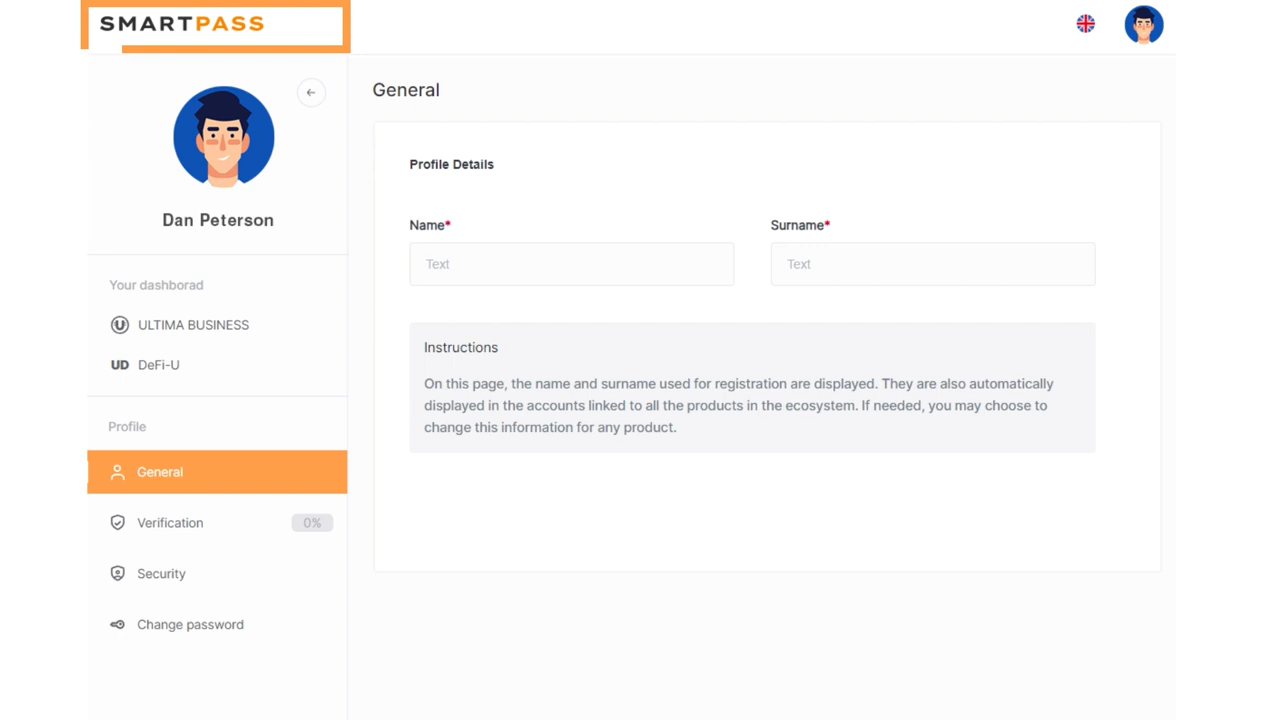 SMARTPASS
General
Dan Peterson
Your dashborad
ULTIMA BUSINESS
UD DeFi-U
Profile
General
Verification 0%
Security
Change password
Profile Details
Name* Surname*
Text Text
Instructions
On this page, the name and surname used for registration are displayed. They are also automatically
displayed in the accounts linked to all the products in the ecosystem. If needed, you may choose to
change this information for any product.